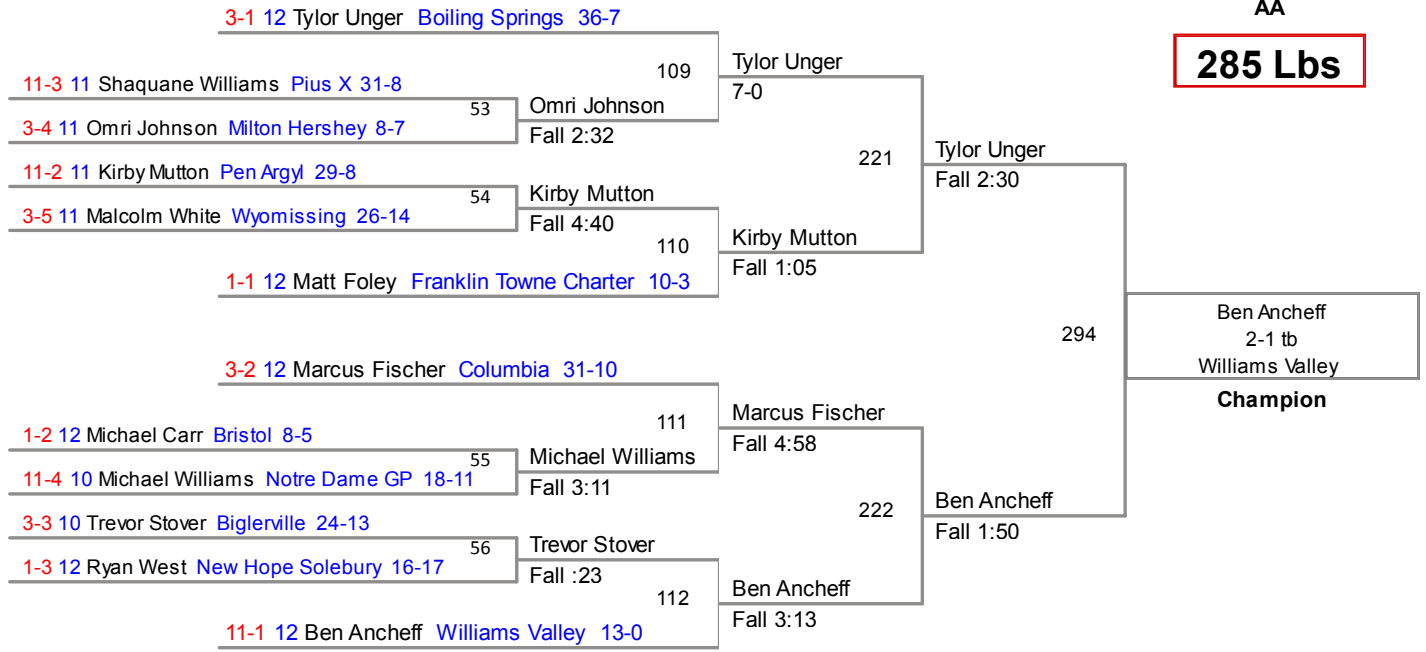 AA
285 Lbs
3-1 12 Tylor Unger Boiling Springs 36-7
11-3 11 Shaquane Williams Pius X 31-8
3-4 11 Omri Johnson Milton Hershey 8-7
11-2 11 Kirby Mutton Pen Argyl 29-8
3-5 11 Malcolm White Wyomissing 26-14
1-1 12 Matt Foley Franklin Towne Charter 10-3
3-2 12 Marcus Fischer Columbia 31-10
1-2 12 Michael Carr Bristol 8-5
11-4 10 Michael Williams Notre Dame GP 18-11
3-3 10 Trevor Stover Biglerville 24-13
1-3 12 Ryan West New Hope Solebury 16-17
11-1 12 Ben Ancheff Williams Valley 13-0
53
Omri Johnson
Fall 2:32
54
Kirby Mutton
Fall 4:40
55
Michael Williams
Fall 3:11
56
Trevor Stover
Fall :23
109
Tylor Unger
7-0
110
Kirby Mutton
Fall 1:05
111
Marcus Fischer
Fall 4:58
112
Ben Ancheff
Fall 3:13
221
Tylor Unger
Fall 2:30
222
Ben Ancheff
Fall 1:50
294
Ben Ancheff
2-1 tb
Williams Valley
Champion